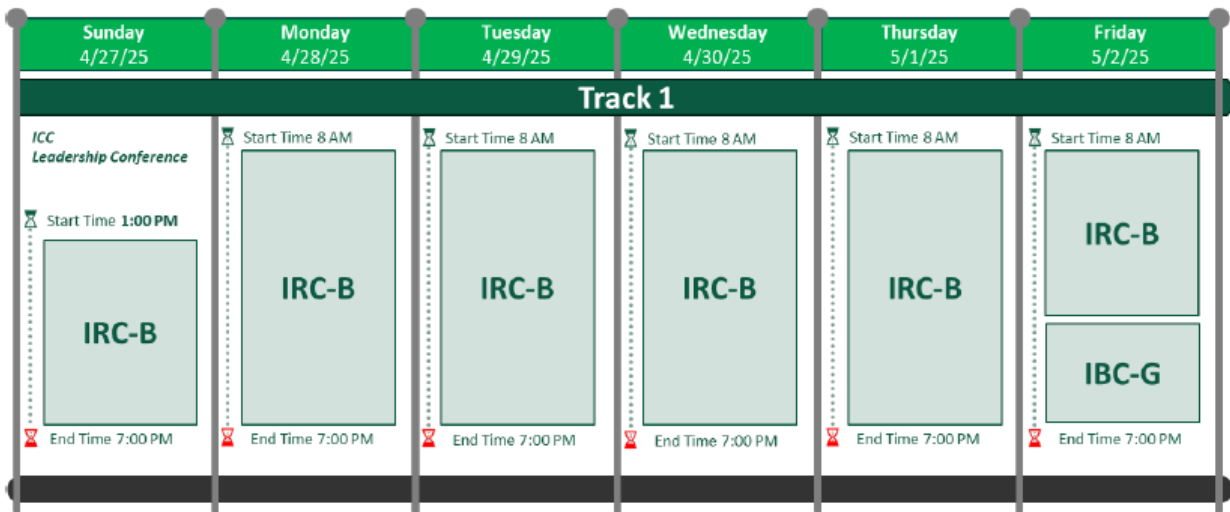 Sunday
4/27/25
Monday
4/28/25
Tuesday
4/29/25
Wednesday
4/30/25
Thursday
5/1/25
Friday
5/2/25
Track 1
ICC
Leadership Conference
Start Time 1:00 PM
IRC-B
End Time 7:00 PM
Start Time 8 AM
IRC-B
End Time 7:00 PM
Start Time 8 AM
IRC-B
End Time 7:00 PM
Start Time 8 AM
IRC-B
End Time 7:00 PM
Start Time 8 AM
IRC-B
End Time 7:00 PM
Start Time 8 AM
IRC-B
IBC-G
End Time 7:00 PM